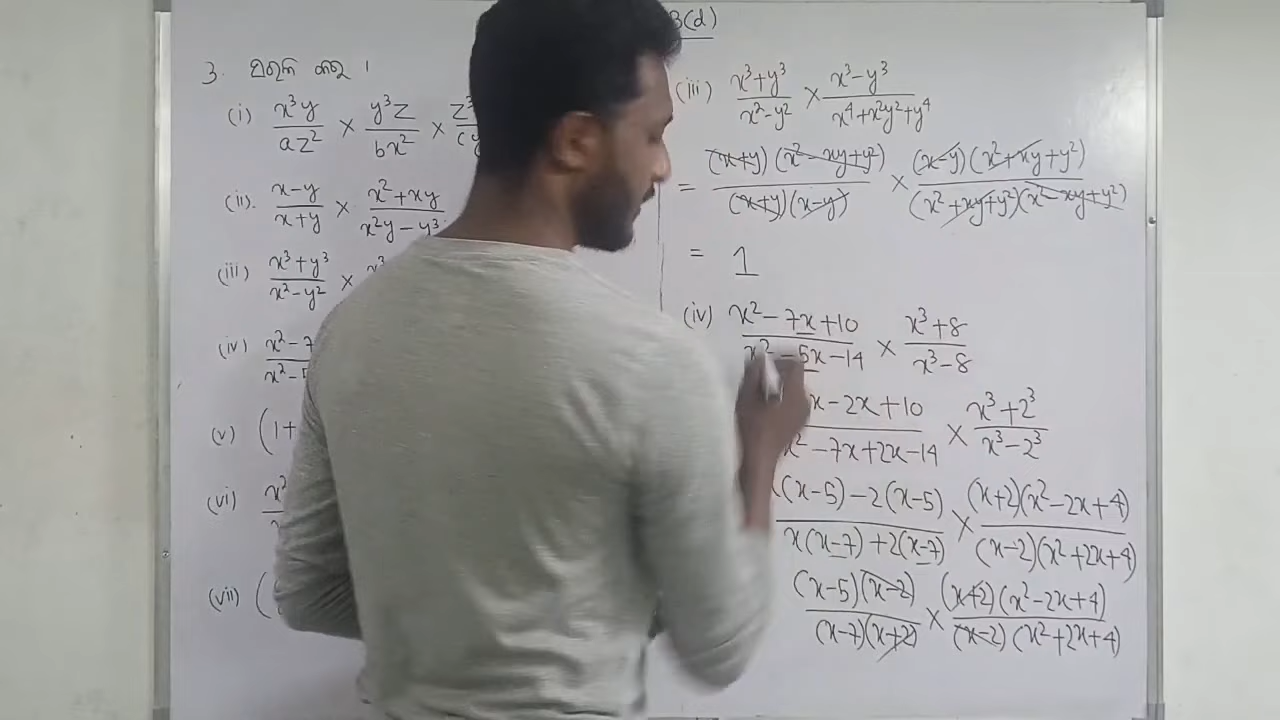 3(d)
3. ସରଳ କର ।
(i) x³y/az² × y³z/bx² × z³
(ii). x-y/x+y × x²+xy/x²y-y³
(iii) x³+y³/x²-y² × x³
(iv) x²-7
x²-5
(v) (1+
(vi) x²
(vii) (
(iii) x³+y³/x²-y² × x³-y³/x⁴+x²y²+y⁴
= (x+y)(x²-xy+y²)/(x+y)(x-y) × (x-y)(x²+xy+y²)/(x²+xy+y²)(x²-xy+y²)
= 1
(iv) x²-7x+10/x²-5x-14 × x³+8/x³-8
x-2x+10/x²-7x+2x-14 × x³+2³/x³-2³
(x-5)-2(x-5)/x(x-7)+2(x-7) × (x+2)(x²-2x+4)/(x-2)(x²+2x+4)
(x-5)(x-2)/(x-7)(x+2) × (x+2)(x²-2x+4)/(x-2)(x²+2x+4)